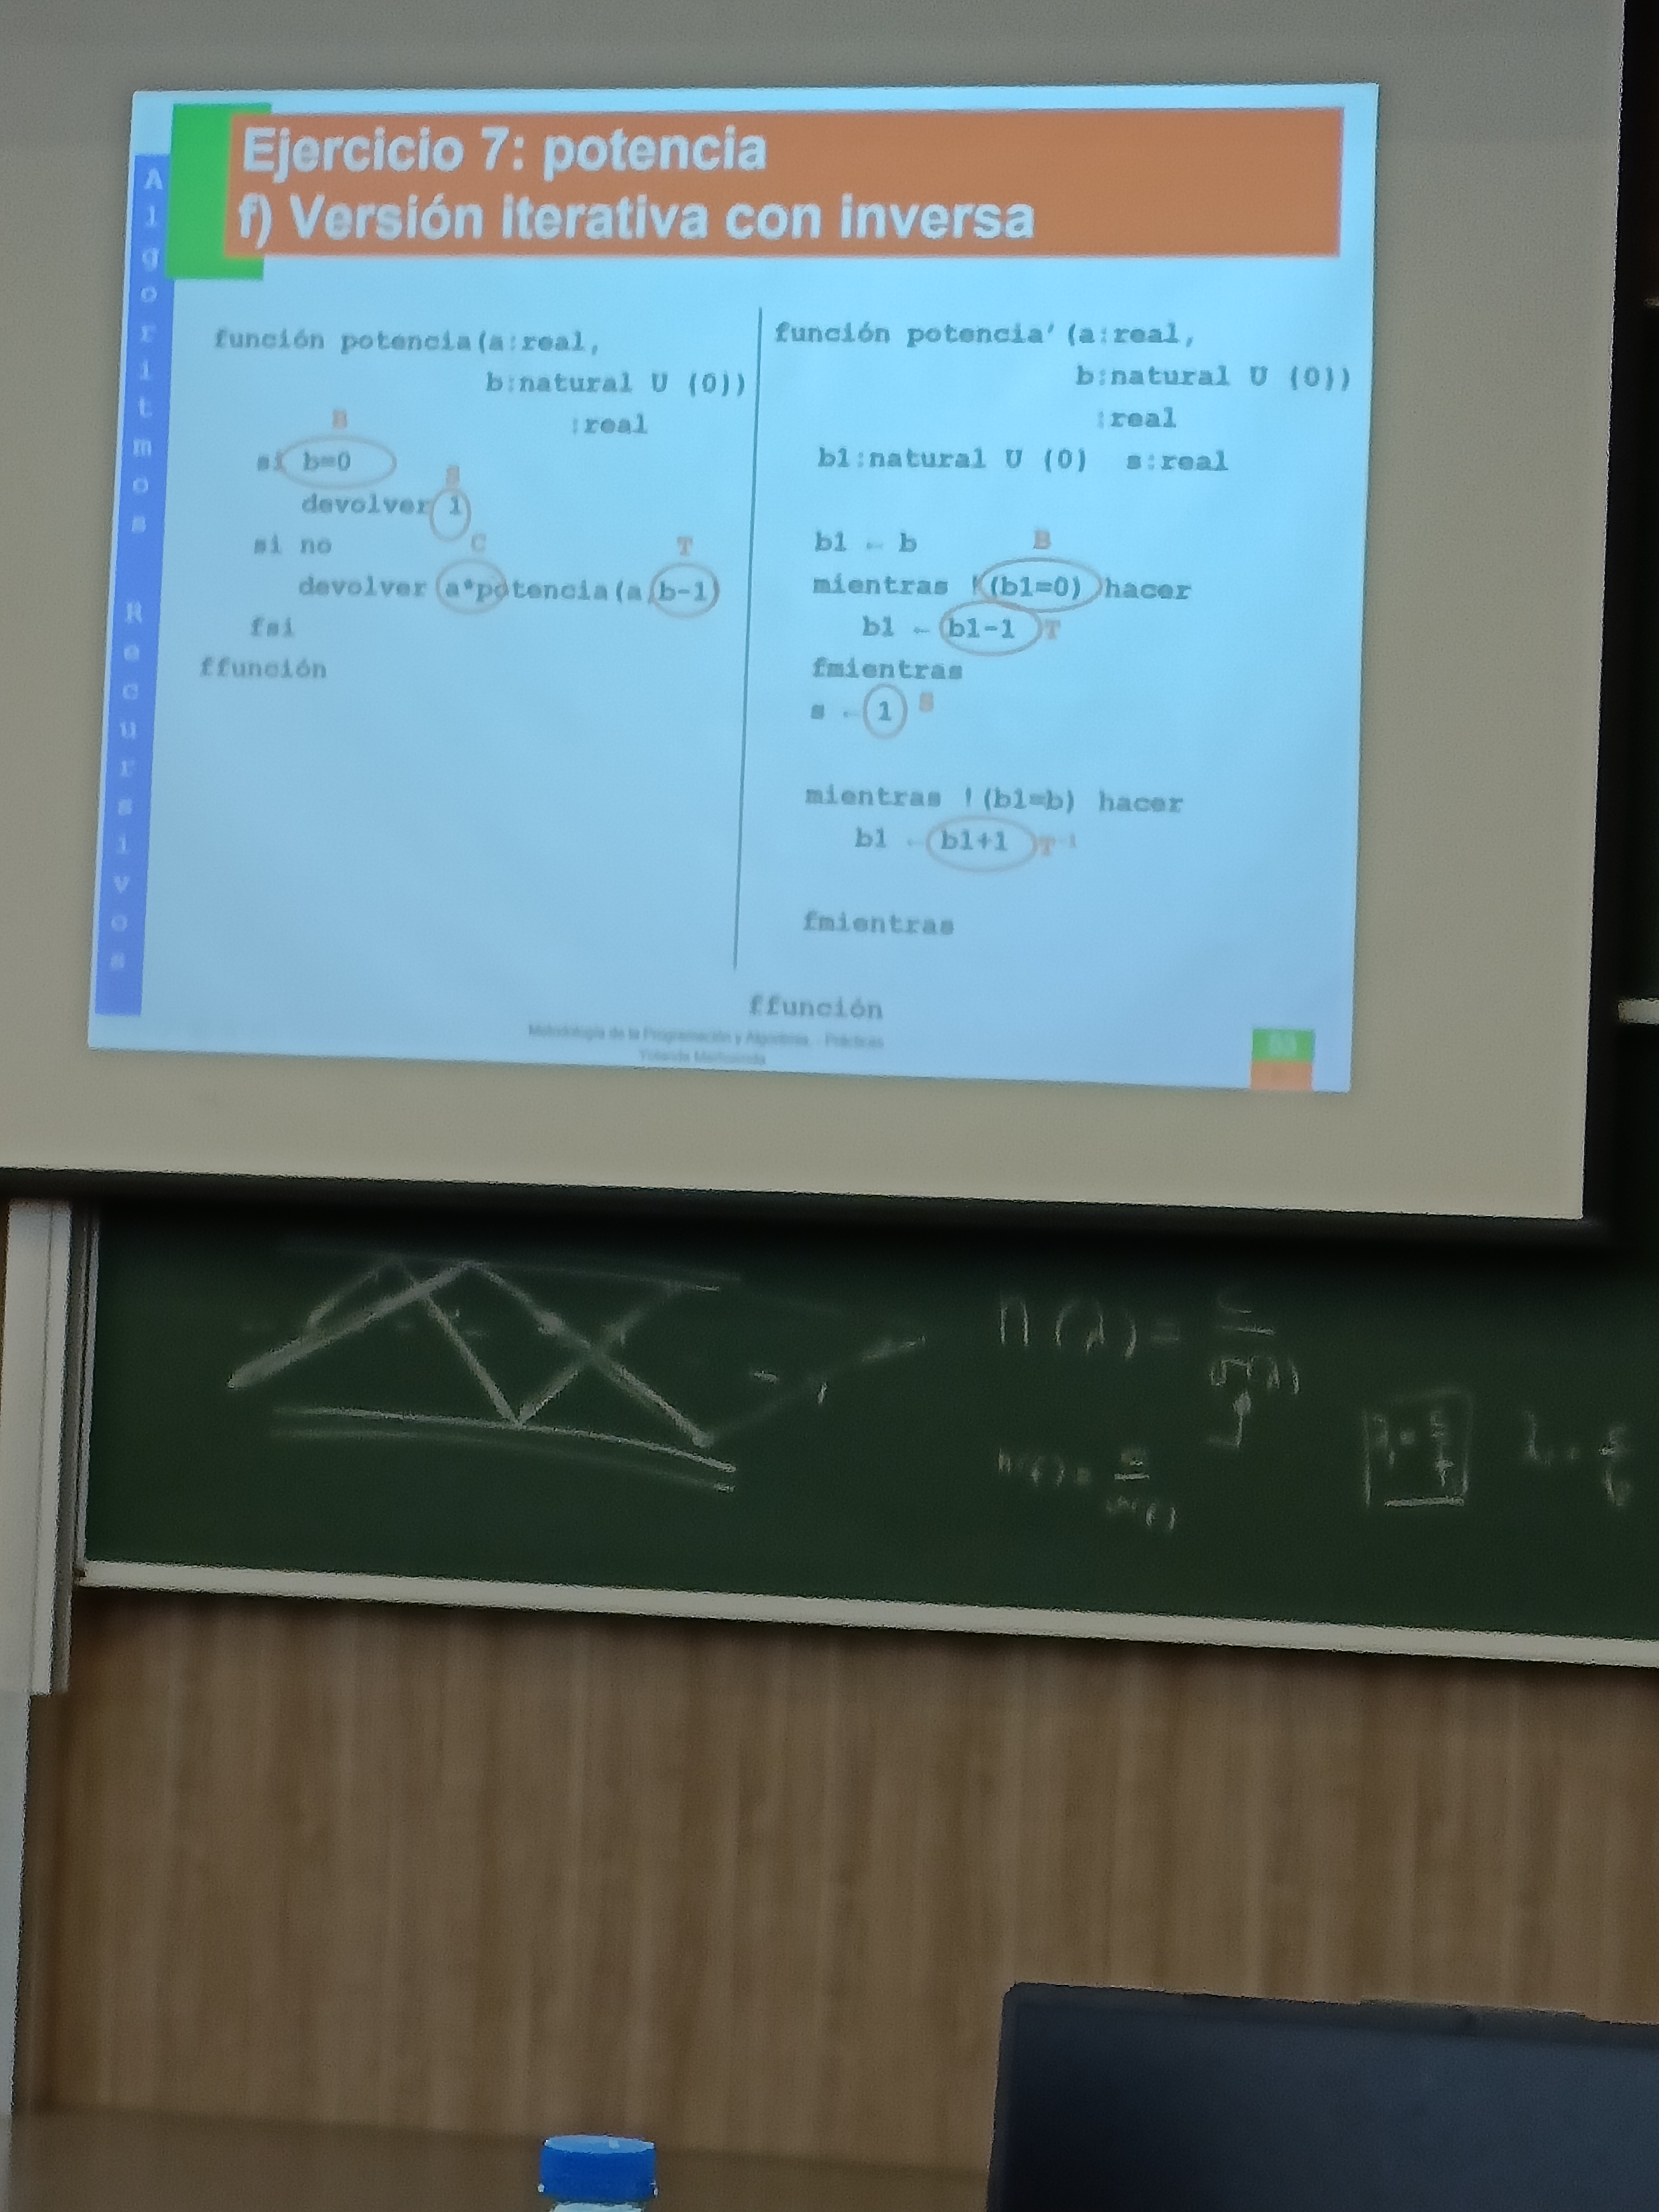 Ejercicio 7: potencia
f) Versión iterativa con inversa
Algoritmos Recursivos
función potencia(a:real,
b:natural U (0))
:real
B
si b=0
S
devolver 1
si no
C T
devolver a*potencia(a,b-1)
fsi
ffunción
función potencia'(a:real,
b:natural U (0))
:real
b1:natural U (0) s:real
b1 ← b
B
mientras !(b1=0) hacer
b1 ← b1-1 T
fmientras
s ← 1 S
mientras !(b1=b) hacer
b1 ← b1+1 T-1
fmientras
ffunción
Metodología de la Programación y Algoritmia. - Prácticas
Yolanda
n(λ) = c
v(λ)